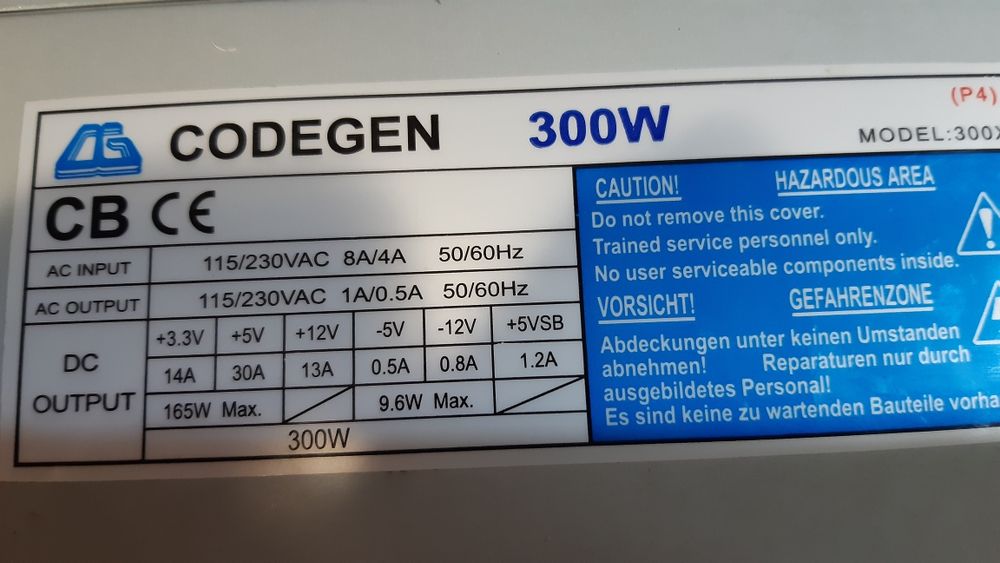 (P4)
CODEGEN 300W
MODEL:300X
CB CE
AC INPUT 115/230VAC 8A/4A 50/60Hz
AC OUTPUT 115/230VAC 1A/0.5A 50/60Hz
DC OUTPUT
+3.3V +5V +12V -5V -12V +5VSB
14A 30A 13A 0.5A 0.8A 1.2A
165W Max. 9.6W Max.
300W
CAUTION! HAZARDOUS AREA
Do not remove this cover.
Trained service personnel only.
No user serviceable components inside.
VORSICHT! GEFAHRENZONE
Abdeckungen unter keinen Umstanden
abnehmen! Reparaturen nur durch
ausgebildetes Personal!
Es sind keine zu wartenden Bauteile vorha